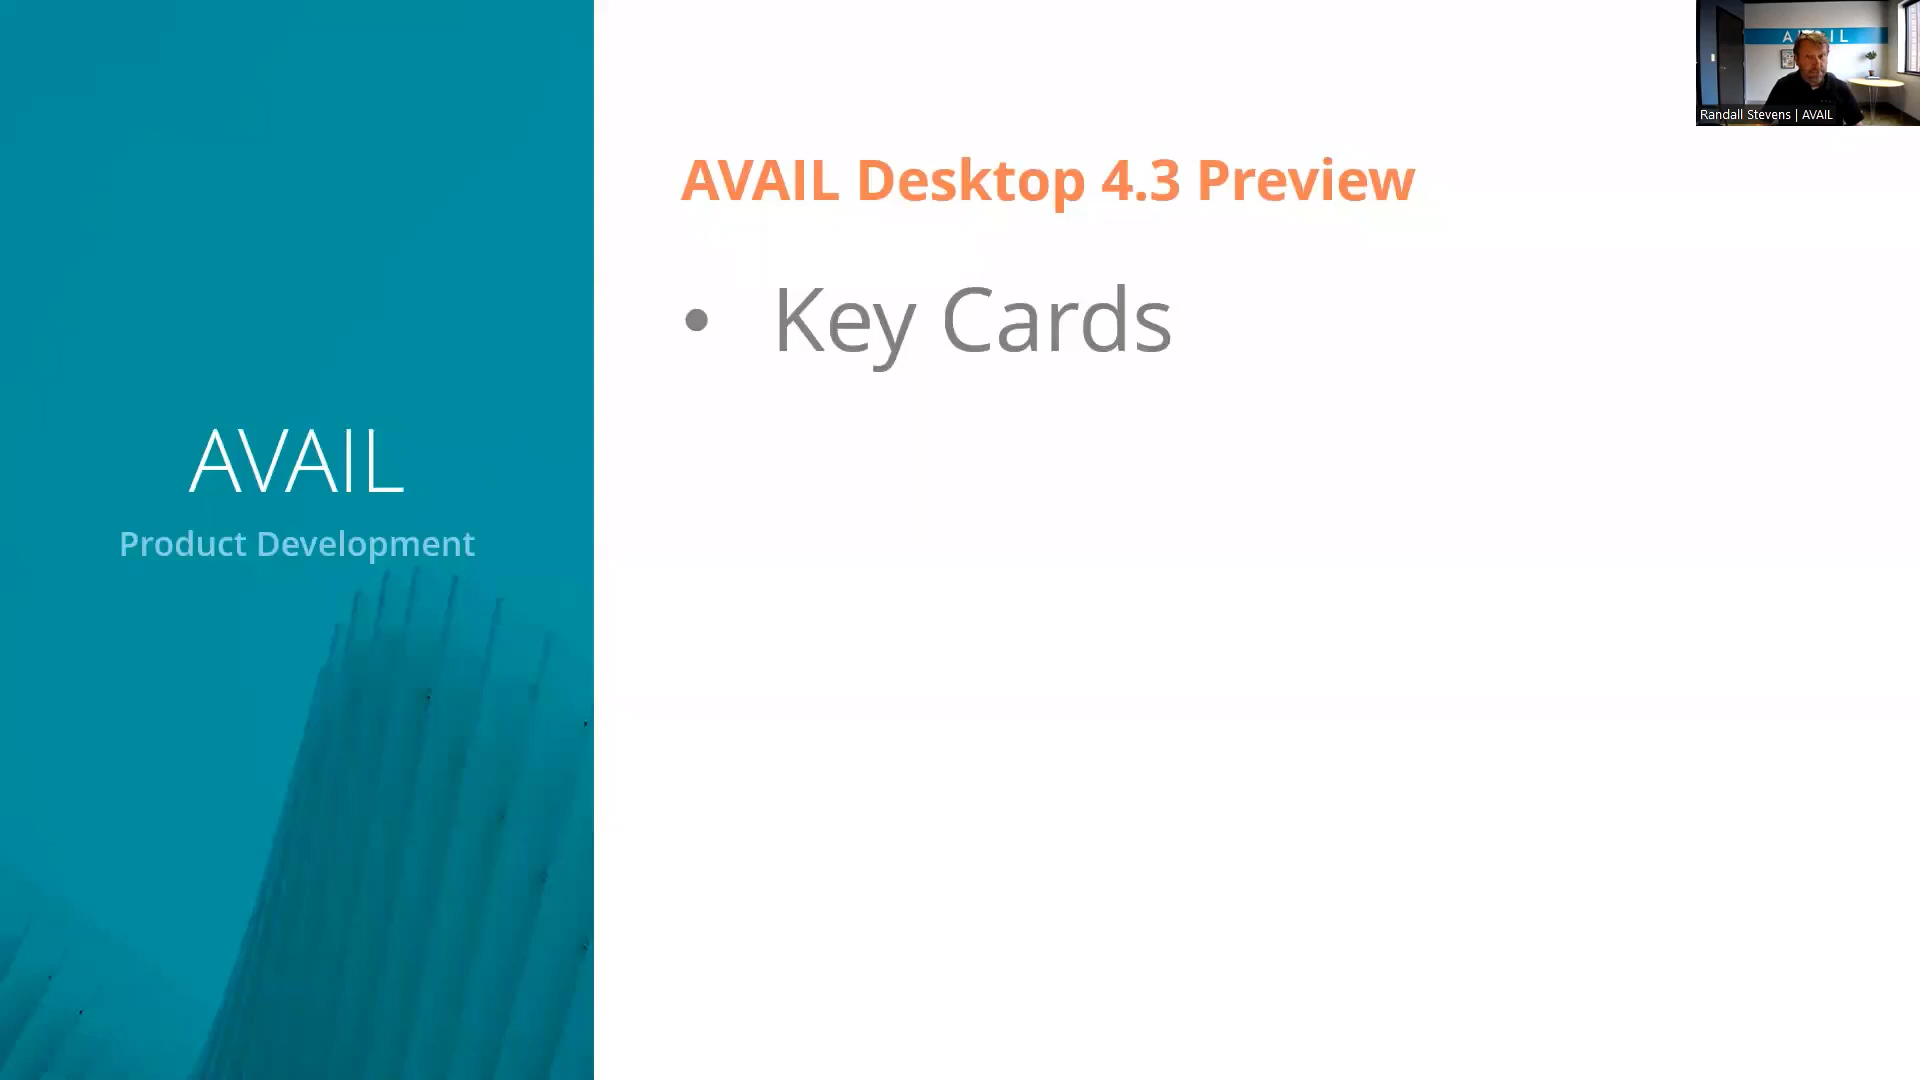 AVAIL
Product Development
AVAIL Desktop 4.3 Preview
• Key Cards
Randall Stevens | AVAIL